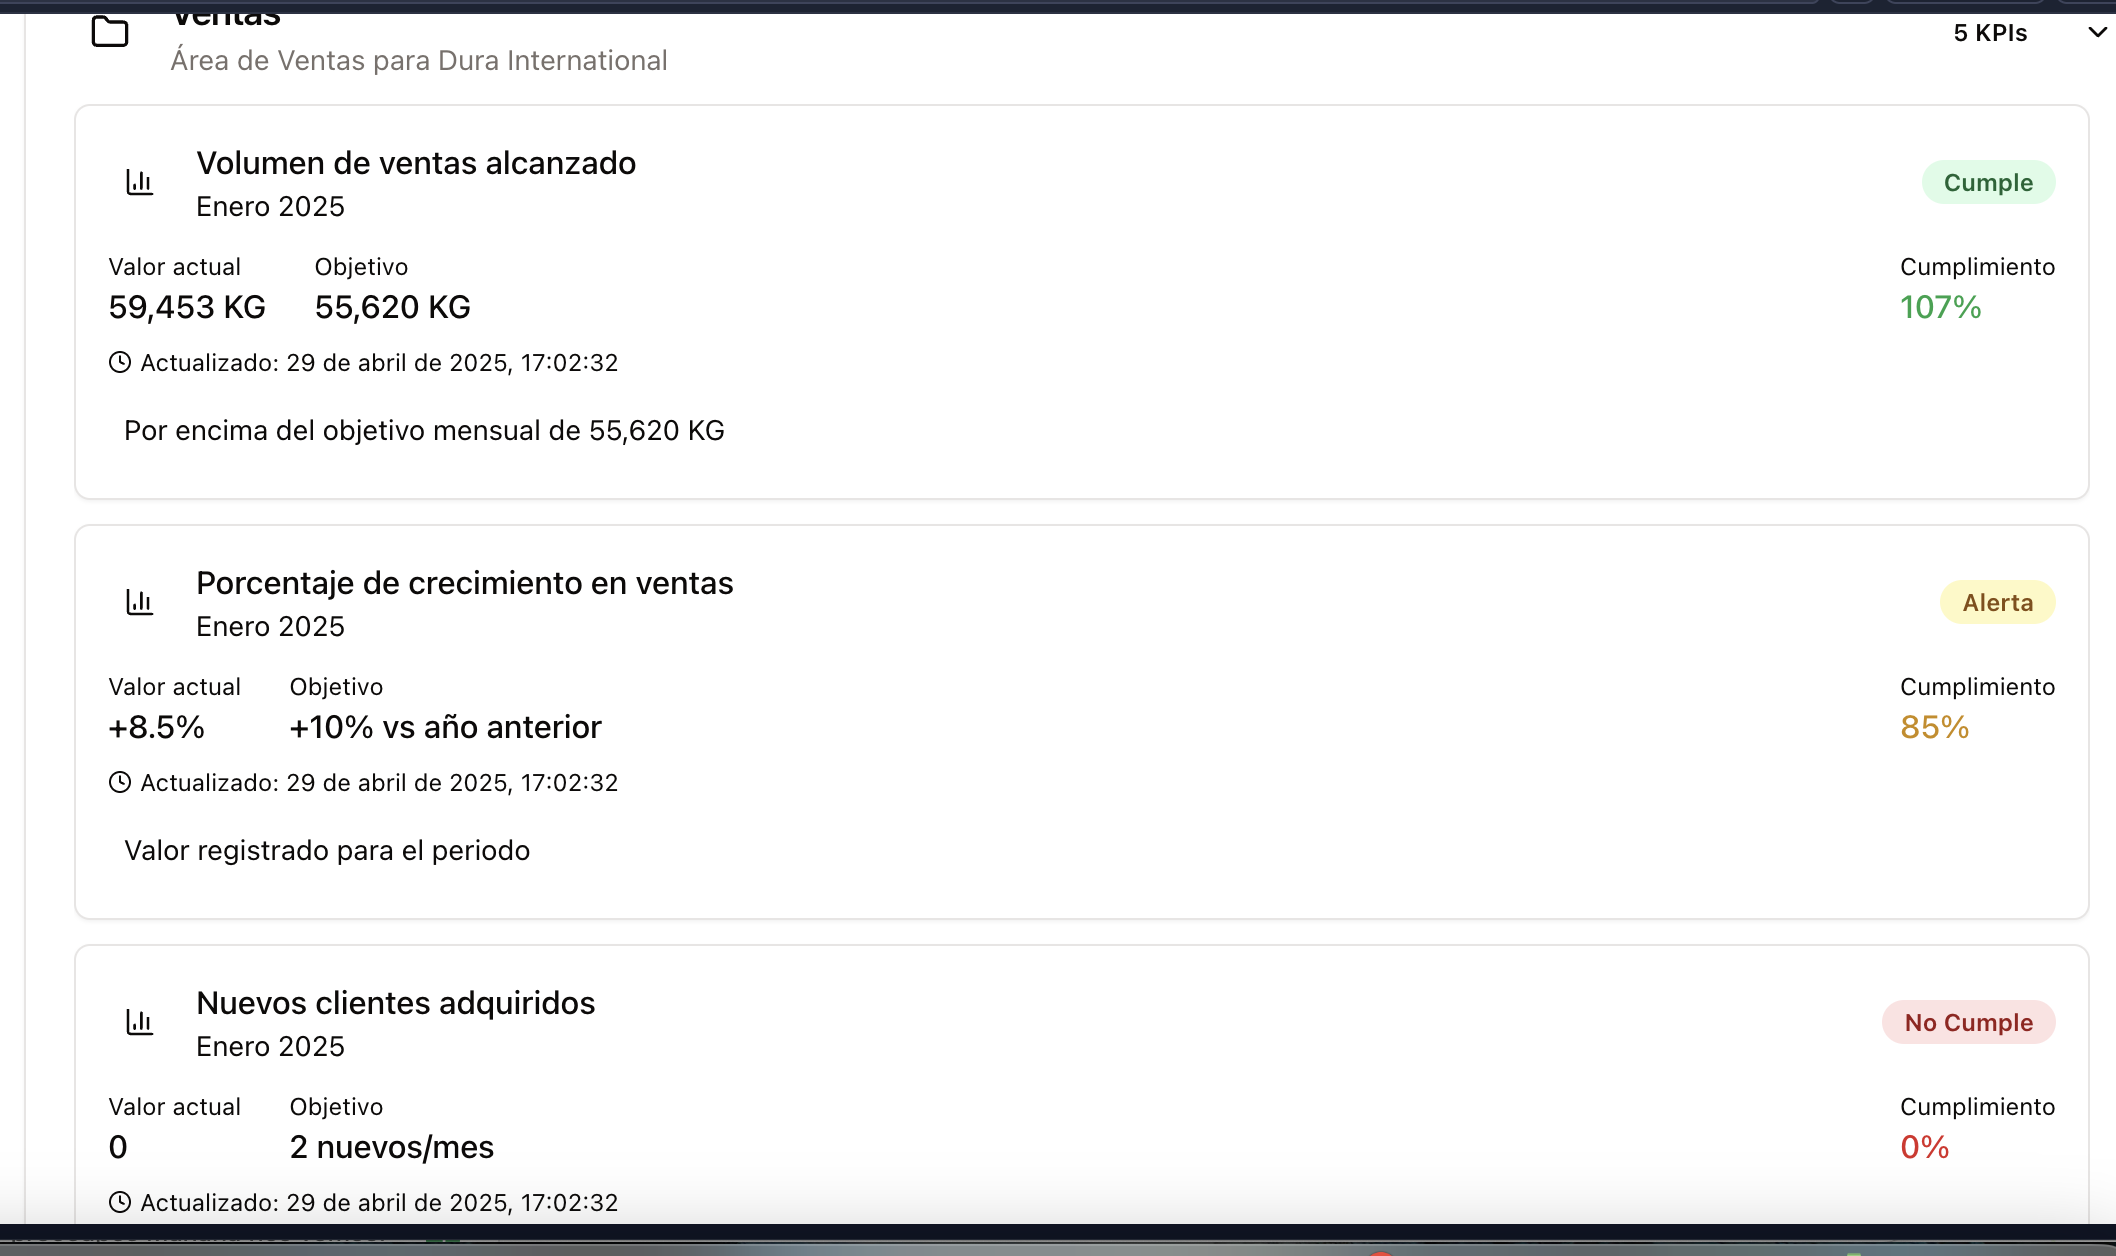 Ventas
5 KPIs
Área de Ventas para Dura International
Volumen de ventas alcanzado
Enero 2025
Cumple
Valor actual
Objetivo
Cumplimiento
59,453 KG
55,620 KG
107%
Actualizado: 29 de abril de 2025, 17:02:32
Por encima del objetivo mensual de 55,620 KG
Porcentaje de crecimiento en ventas
Enero 2025
Alerta
Valor actual
Objetivo
Cumplimiento
+8.5%
+10% vs año anterior
85%
Actualizado: 29 de abril de 2025, 17:02:32
Valor registrado para el periodo
Nuevos clientes adquiridos
Enero 2025
No Cumple
Valor actual
Objetivo
Cumplimiento
0
2 nuevos/mes
0%
Actualizado: 29 de abril de 2025, 17:02:32